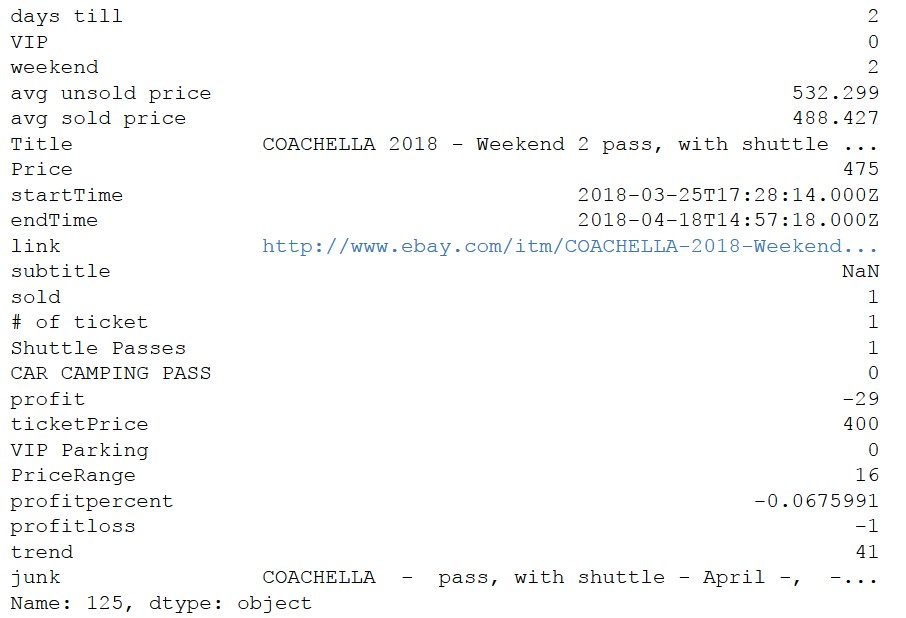 days till 2
VIP 0
weekend 2
avg unsold price 532.299
avg sold price 488.427
Title COACHELLA 2018 - Weekend 2 pass, with shuttle ...
Price 475
startTime 2018-03-25T17:28:14.000Z
endTime 2018-04-18T14:57:18.000Z
link http://www.ebay.com/itm/COACHELLA-2018-Weekend...
subtitle NaN
sold 1
# of ticket 1
Shuttle Passes 1
CAR CAMPING PASS 0
profit -29
ticketPrice 400
VIP Parking 0
PriceRange 16
profitpercent -0.0675991
profitloss -1
trend 41
junk COACHELLA - pass, with shuttle - April -, -...
Name: 125, dtype: object